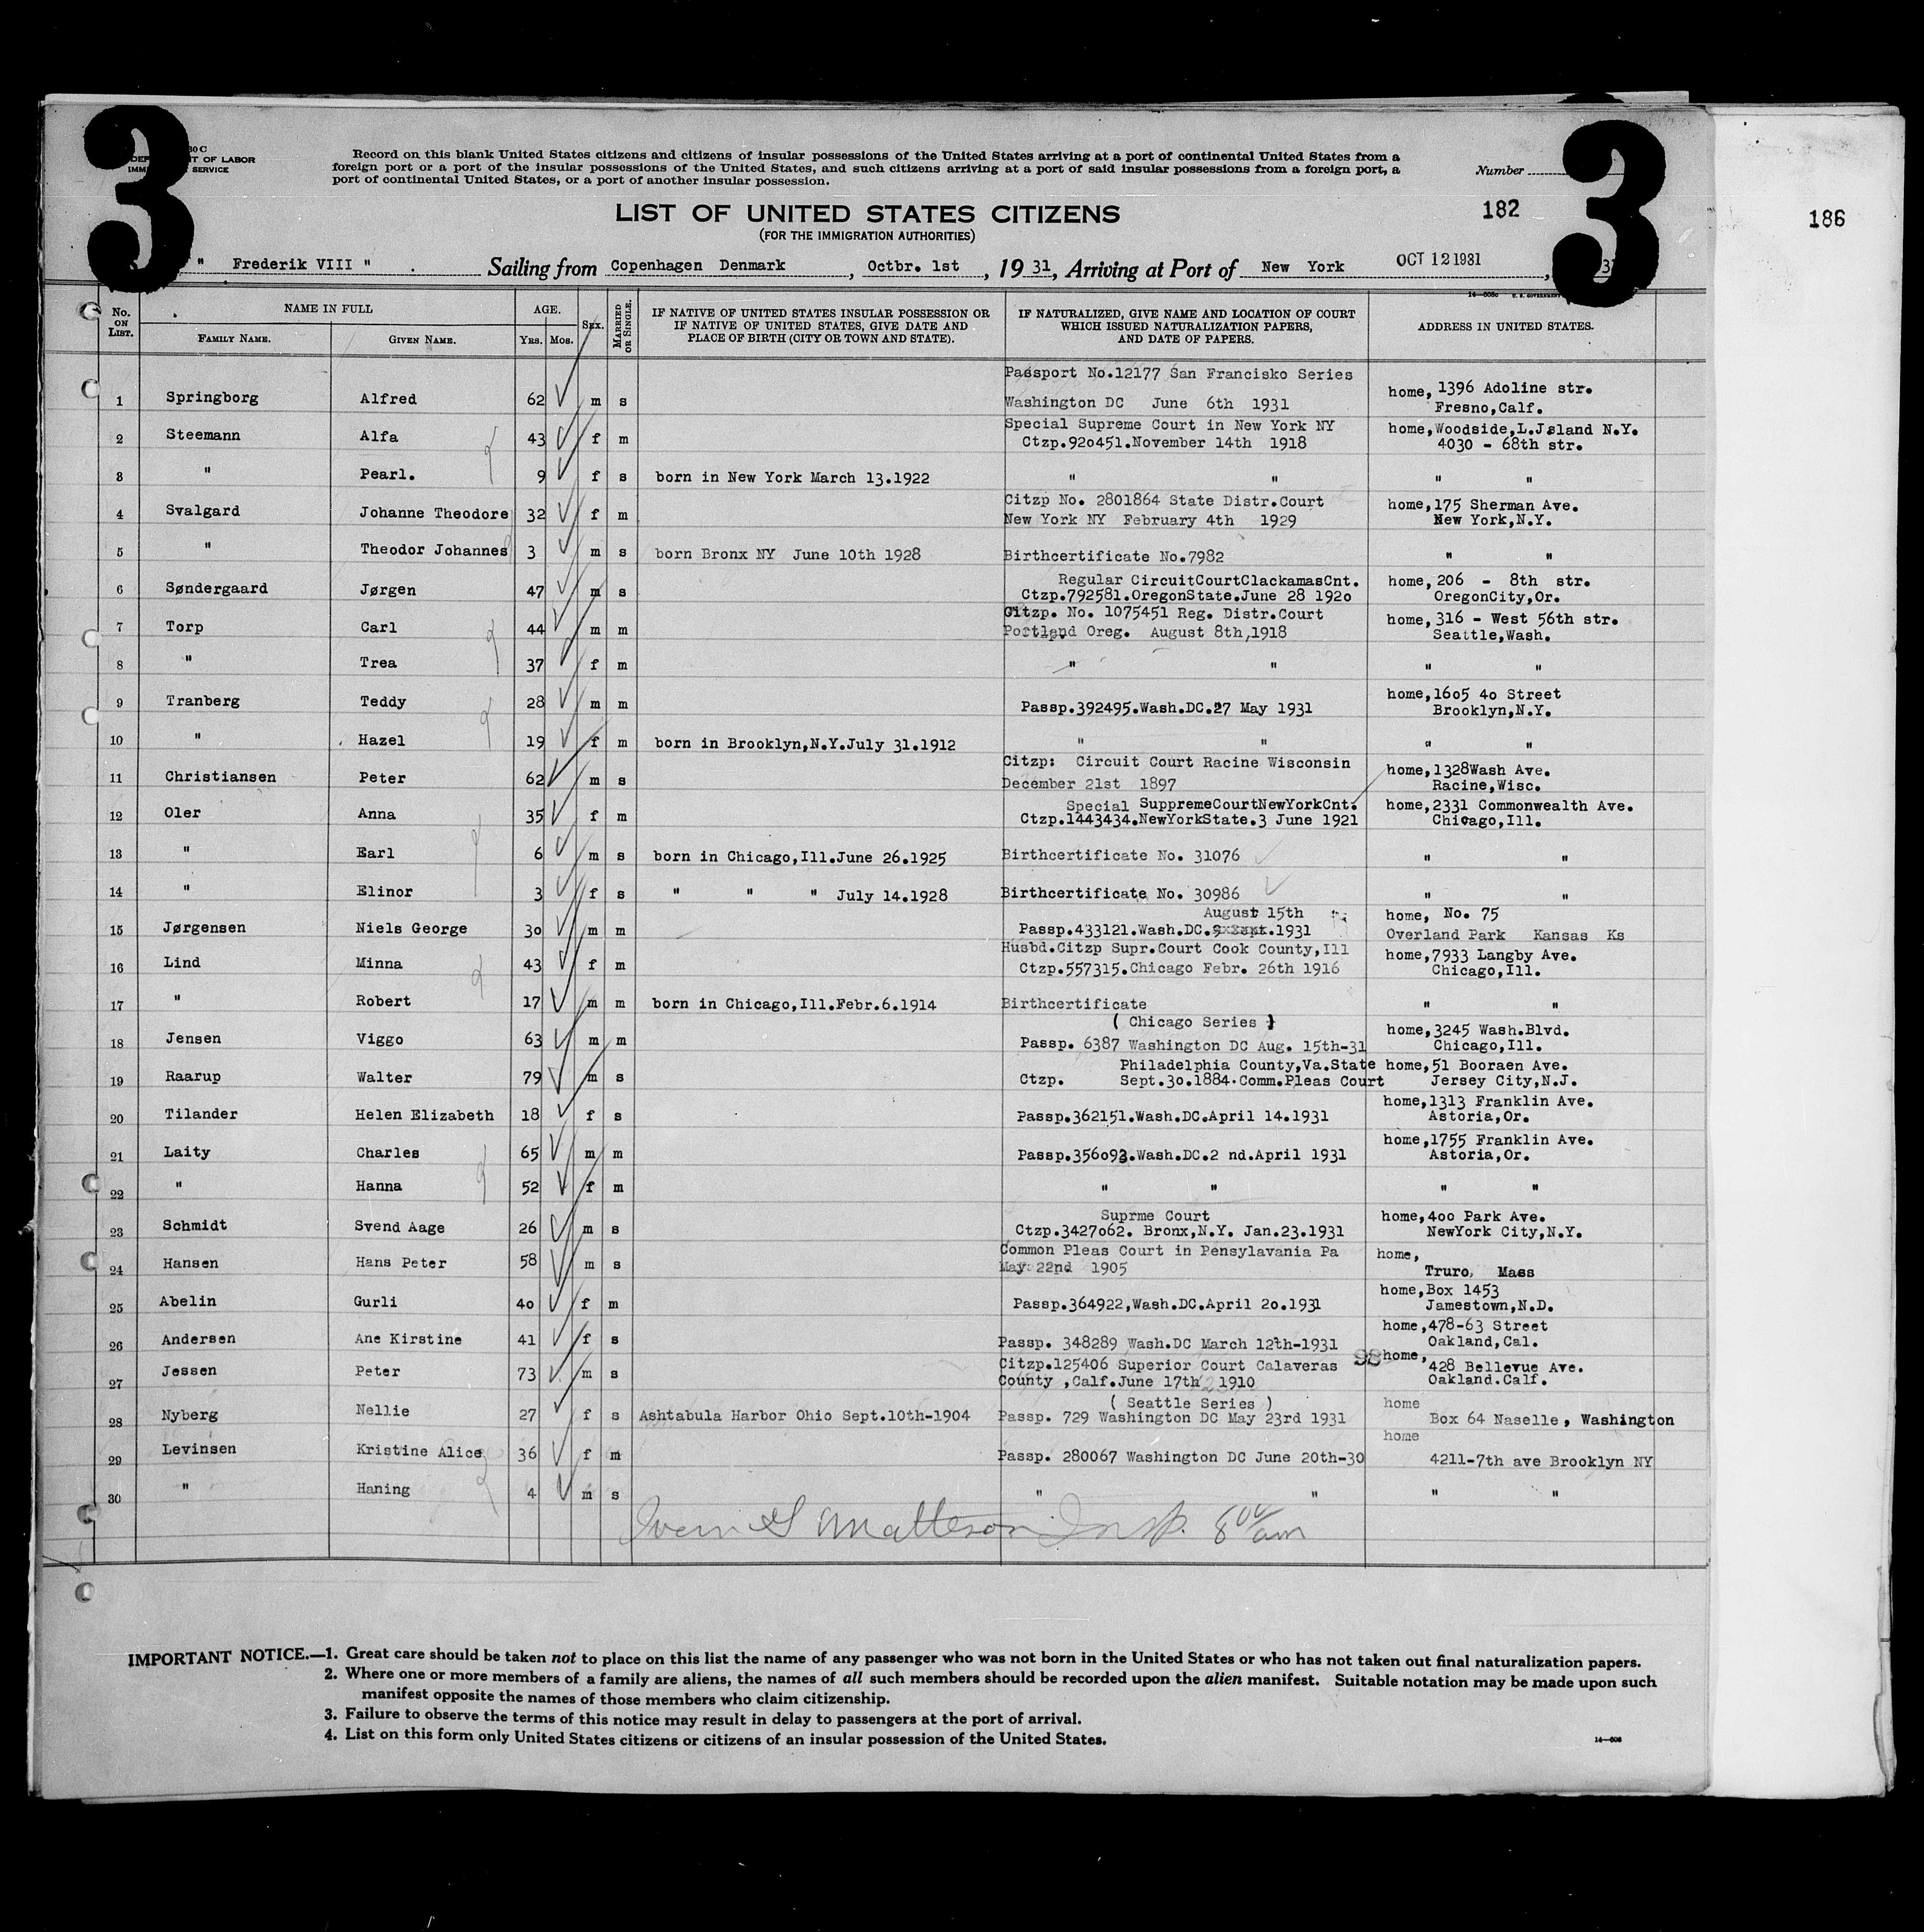 3
3
30 C
DEP T OF LABOR
IMM SERVICE
Record on this blank United States citizens and citizens of insular possessions of the United States arriving at a port of continental United States from a
foreign port or a port of the insular possessions of the United States, and such citizens arriving at a port of said insular possessions from a foreign port, a
port of continental United States, or a port of another insular possession.
Number
LIST OF UNITED STATES CITIZENS
182
186
(FOR THE IMMIGRATION AUTHORITIES)
" Frederik VIII " . Sailing from Copenhagen Denmark , Octbr. 1st , 19 31, Arriving at Port of New York OCT 12 1931 , 3
No. ON LIST. NAME IN FULL FAMILY NAME. GIVEN NAME. AGE. YRS. MOS. SEX. MARRIED OR SINGLE. IF NATIVE OF UNITED STATES INSULAR POSSESSION OR IF NATIVE OF UNITED STATES, GIVE DATE AND PLACE OF BIRTH (CITY OR TOWN AND STATE). IF NATURALIZED, GIVE NAME AND LOCATION OF COURT WHICH ISSUED NATURALIZATION PAPERS, AND DATE OF PAPERS. ADDRESS IN UNITED STATES.
Passport No.12177 San Francisko Series
1 Springborg Alfred 62 m s Washington DC June 6th 1931 home, 1396 Adoline str.
Fresno,Calf.
Special Supreme Court in New York NY home,Woodside,L.Jsland N.Y.
2 Steemann Alfa 43 f m Ctzp.920451.November 14th 1918 4030 - 68th str.
3 " Pearl. 9 f s born in New York March 13.1922 " " " "
Citzp No. 2801864 State Distr.Court home,175 Sherman Ave.
4 Svalgard Johanne Theodore 32 f m New York NY February 4th 1929 New York,N.Y.
5 " Theodor Johannes 3 m s born Bronx NY June 10th 1928 Birthcertificate No.7982 " "
Regular CircuitCourtClackamasCnt. home,206 - 8th str.
6 Søndergaard Jørgen 47 m s Ctzp.792581.OregonState.June 28 1920 OregonCity,Or.
Citzp. No. 1075451 Reg. Distr.Court home,316 - West 56th str.
7 Torp Carl 44 m m Portland Oreg. August 8th,1918 Seattle,Wash.
8 " Trea 37 f m " " " "
home,1605 40 Street
9 Tranberg Teddy 28 m m Passp.392495.Wash.DC.27 May 1931 Brooklyn,N.Y.
10 " Hazel 19 f m born in Brooklyn,N.Y.July 31.1912 " " " "
Citzp: Circuit Court Racine Wisconsin home,1328Wash Ave.
11 Christiansen Peter 62 m s December 21st 1897 Racine,Wisc.
Special SuppremeCourtNewYorkCnt. home,2331 Commonwealth Ave.
12 Oler Anna 35 f m Ctzp.1443434.NewYorkState.3 June 1921 Chicago,Ill.
13 " Earl 6 m s born in Chicago,Ill.June 26.1925 Birthcertificate No. 31076 " "
14 " Elinor 3 f s " " " July 14.1928 Birthcertificate No. 30986 " "
August 15th home, No. 75
15 Jørgensen Niels George 30 m m Passp.433121.Wash.DC. .1931 Overland Park Kansas Ks
Husbd.Citzp Supr.Court Cook County,Ill home,7933 Langby Ave.
16 Lind Minna 43 f m Ctzp.557315.Chicago Febr. 26th 1916 Chicago,Ill.
17 " Robert 17 m m born in Chicago,Ill.Febr.6.1914 Birthcertificate " "
( Chicago Series ) home,3245 Wash.Blvd.
18 Jensen Viggo 63 m m Passp. 6387 Washington DC Aug. 15th-31 Chicago,Ill.
Philadelphia County,Va.State home,51 Booraen Ave.
19 Raarup Walter 79 m s Ctzp. Sept.30.1884.Comm.Pleas Court Jersey City,N.J.
home,1313 Franklin Ave.
20 Tilander Helen Elizabeth 18 f s Passp.362151.Wash.DC.April 14.1931 Astoria,Or.
home,1755 Franklin Ave.
21 Laity Charles 65 m m Passp.356093.Wash.DC.2 nd.April 1931 Astoria,Or.
22 " Hanna 52 f m " " " "
Suprme Court home,400 Park Ave.
23 Schmidt Svend Aage 26 m s Ctzp.3427062. Bronx,N.Y. Jan.23.1931 NewYork City,N.Y.
Common Pleas Court in Pensylavania Pa home,
24 Hansen Hans Peter 58 m s May 22nd 1905 Truro, Mass
home,Box 1453
25 Abelin Gurli 40 f m Passp.364922,Wash.DC.April 20.1931 Jamestown,N.D.
home,478-63 Street
26 Andersen Ane Kirstine 41 f s Passp. 348289 Wash.DC March 12th-1931 Oakland,Cal.
Citzp.125406 Superior Court Calaveras 98 home, 428 Bellevue Ave.
27 Jessen Peter 73 m s County ,Calf.June 17th 1910 Oakland.Calf.
( Seattle Series ) home
28 Nyberg Nellie 27 f s Ashtabula Harbor Ohio Sept.10th-1904 Passp. 729 Washington DC May 23rd 1931 Box 64 Naselle, Washington
home
29 Levinsen Kristine Alice 36 f m Passp. 280067 Washington DC June 20th-30 4211-7th ave Brooklyn NY
30 " Haning 4 m s " " " "
Matteson Insp. 8 00/am
IMPORTANT NOTICE.—1. Great care should be taken not to place on this list the name of any passenger who was not born in the United States or who has not taken out final naturalization papers.
2. Where one or more members of a family are aliens, the names of all such members should be recorded upon the alien manifest. Suitable notation may be made upon such
manifest opposite the names of those members who claim citizenship.
3. Failure to observe the terms of this notice may result in delay to passengers at the port of arrival.
4. List on this form only United States citizens or citizens of an insular possession of the United States.
14—606